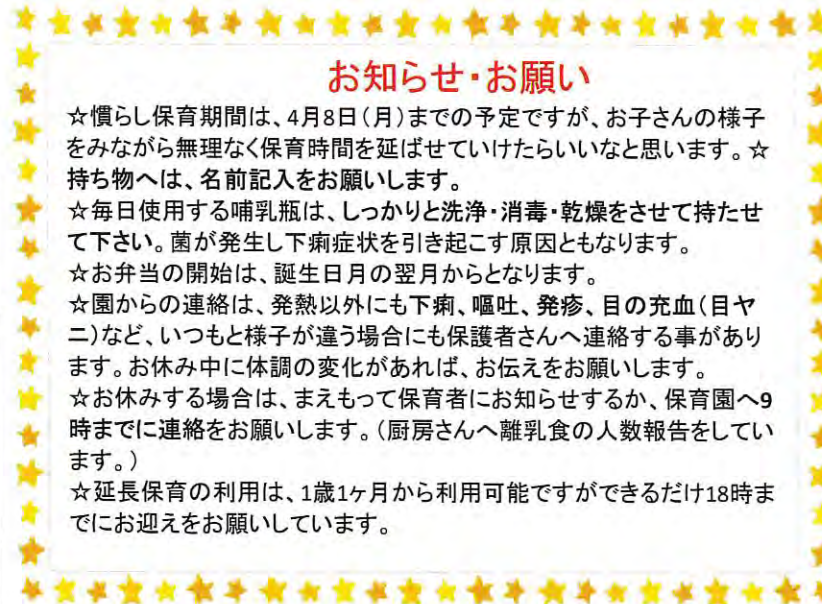 お知らせ・お願い
☆慣らし保育期間は、4月8日(月)までの予定ですが、お子さんの様子
をみながら無理なく保育時間を延ばせていけたらいいなと思います。☆
持ち物へは、名前記入をお願いします。
☆毎日使用する哺乳瓶は、しっかりと洗浄・消毒・乾燥をさせて持たせ
て下さい。菌が発生し下痢症状を引き起こす原因ともなります。
☆お弁当の開始は、誕生日月の翌月からとなります。
☆園からの連絡は、発熱以外にも下痢、嘔吐、発疹、目の充血(目ヤ
ニ)など、いつもと様子が違う場合にも保護者さんへ連絡する事があり
ます。お休み中に体調の変化があれば、お伝えをお願いします。
☆お休みする場合は、まえもって保育者にお知らせするか、保育園へ9
時までに連絡をお願いします。(厨房さんへ離乳食の人数報告をしてい
ます。)
☆延長保育の利用は、1歳1ヶ月から利用可能ですができるだけ18時ま
でにお迎えをお願いしています。